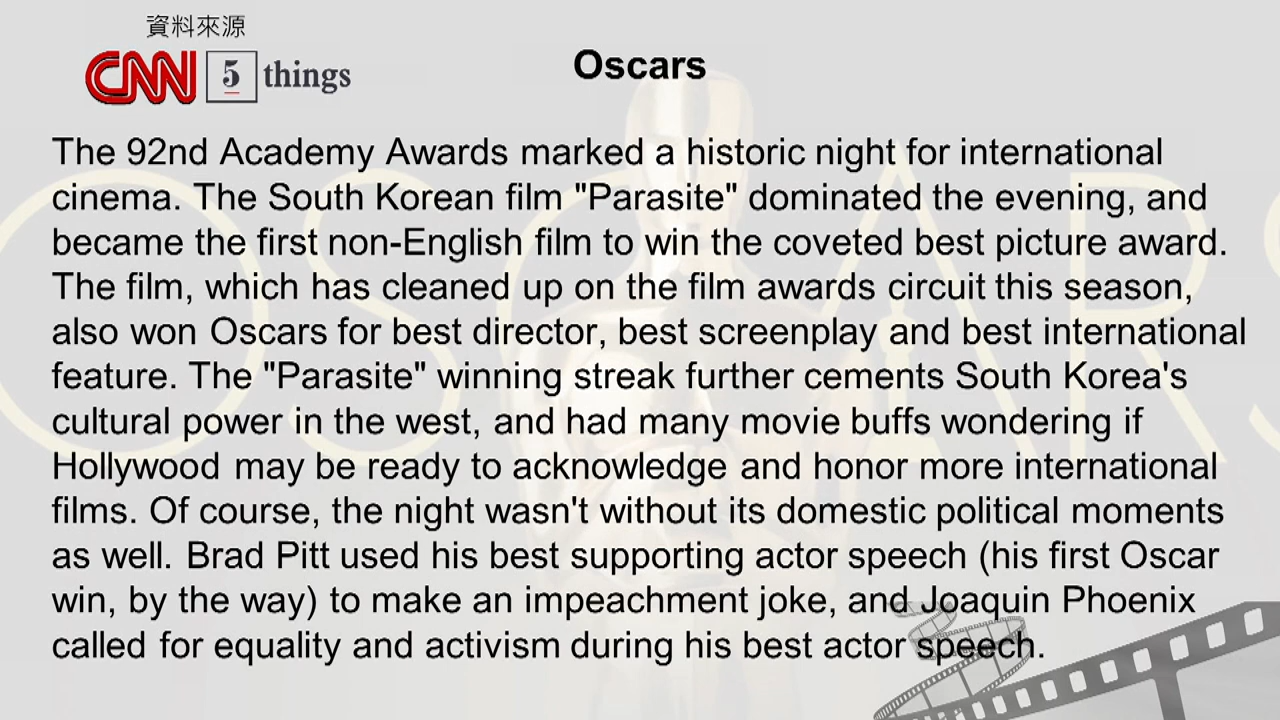 資料來源
CNN 5 things
Oscars
The 92nd Academy Awards marked a historic night for international
cinema. The South Korean film "Parasite" dominated the evening, and
became the first non-English film to win the coveted best picture award.
The film, which has cleaned up on the film awards circuit this season,
also won Oscars for best director, best screenplay and best international
feature. The "Parasite" winning streak further cements South Korea's
cultural power in the west, and had many movie buffs wondering if
Hollywood may be ready to acknowledge and honor more international
films. Of course, the night wasn't without its domestic political moments
as well. Brad Pitt used his best supporting actor speech (his first Oscar
win, by the way) to make an impeachment joke, and Joaquin Phoenix
called for equality and activism during his best actor speech.
OSCARS